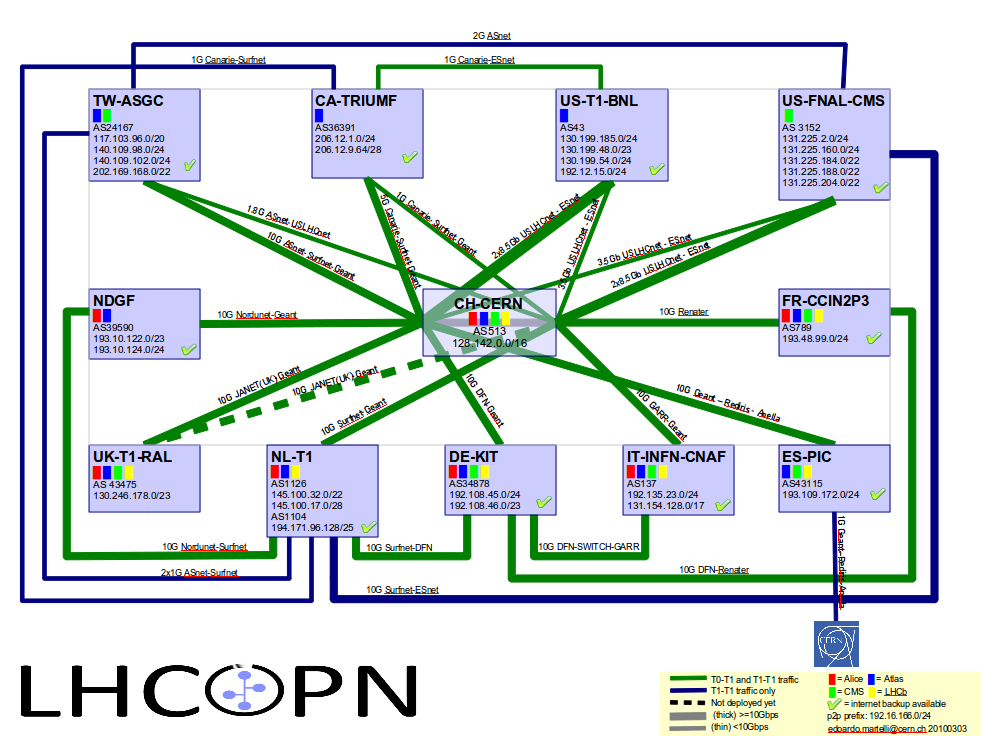 2G ASnet
1G Canarie-Surfnet
1G Canarie-ESnet
TW-ASGC
AS24167
117.103.96.0/20
140.109.98.0/24
140.109.102.0/24
202.169.168.0/22
CA-TRIUMF
AS36391
206.12.1.0/24
206.12.9.64/28
US-T1-BNL
AS43
130.199.185.0/24
130.199.48.0/23
130.199.54.0/24
192.12.15.0/24
US-FNAL-CMS
AS 3152
131.225.2.0/24
131.225.160.0/24
131.225.184.0/22
131.225.188.0/22
131.225.204.0/22
1.8G ASnet-USLHCnet
10G ASnet-Surfnet-Geant
5G Canarie-Surfnet-Geant
1G Canarie-Surfnet-Geant
2x8.5Gb USLHCnet - ESnet
3.5Gb USLHCnet - ESnet
3.5Gb USLHCnet - ESnet
2x8.5Gb USLHCnet - ESnet
NDGF
AS39590
193.10.122.0/23
193.10.124.0/24
10G Nordunet-Geant
CH-CERN
AS513
128.142.0.0/16
10G Renater
FR-CCIN2P3
AS789
193.48.99.0/24
10G JANET(UK)-Geant
10G JANET(UK)-Geant
10G Surfnet-Geant
10G DFN-Geant
10G GARR-Geant
10G Geant – Rediris - Anella
UK-T1-RAL
AS 43475
130.246.178.0/23
NL-T1
AS1126
145.100.32.0/22
145.100.17.0/28
AS1104
194.171.96.128/25
DE-KIT
AS34878
192.108.45.0/24
192.108.46.0/23
IT-INFN-CNAF
AS137
192.135.23.0/24
131.154.128.0/17
ES-PIC
AS43115
193.109.172.0/24
10G Nordunet-Surfnet
10G Surfnet-DFN
10G DFN-SWITCH-GARR
1G Geant – Rediris-Anella
2x1G ASnet-Surfnet
10G DFN-Renater
10G Surfnet-ESnet
CERN
LHCOPN
T0-T1 and T1-T1 traffic
T1-T1 traffic only
Not deployed yet
(thick) >=10Gbps
(thin) <10Gbps
= Alice = Atlas
= CMS = LHCb
= internet backup available
p2p prefix: 192.16.166.0/24
edoardo.martelli@cern.ch 20100303